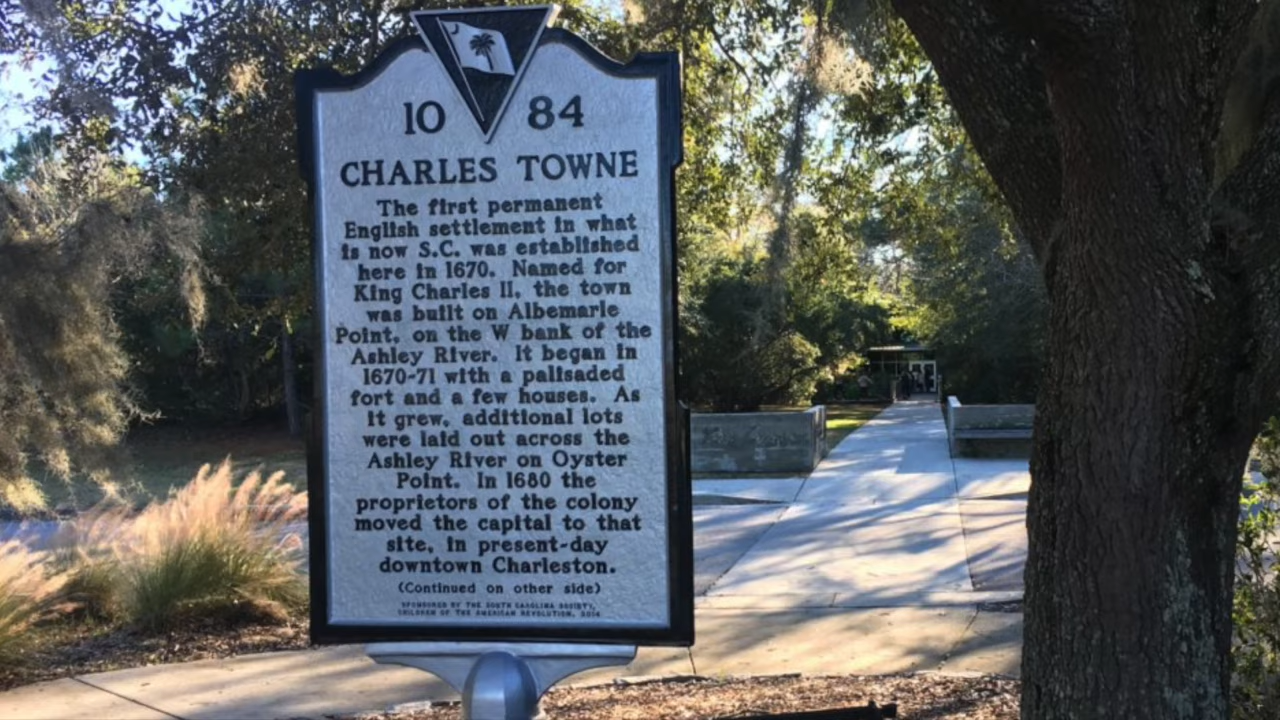 10 84
CHARLES TOWNE
The first permanent
English settlement in what
is now S.C. was established
here in 1670. Named for
King Charles II, the town
was built on Albemarle
Point, on the W bank of the
Ashley River. It began in
1670-71 with a palisaded
fort and a few houses. As
it grew, additional lots
were laid out across the
Ashley River on Oyster
Point. In 1680 the
proprietors of the colony
moved the capital to that
site, in present-day
downtown Charleston.
(Continued on other side)
SPONSORED BY THE SOUTH CAROLINA SOCIETY,
CHILDREN OF THE AMERICAN REVOLUTION, 2014